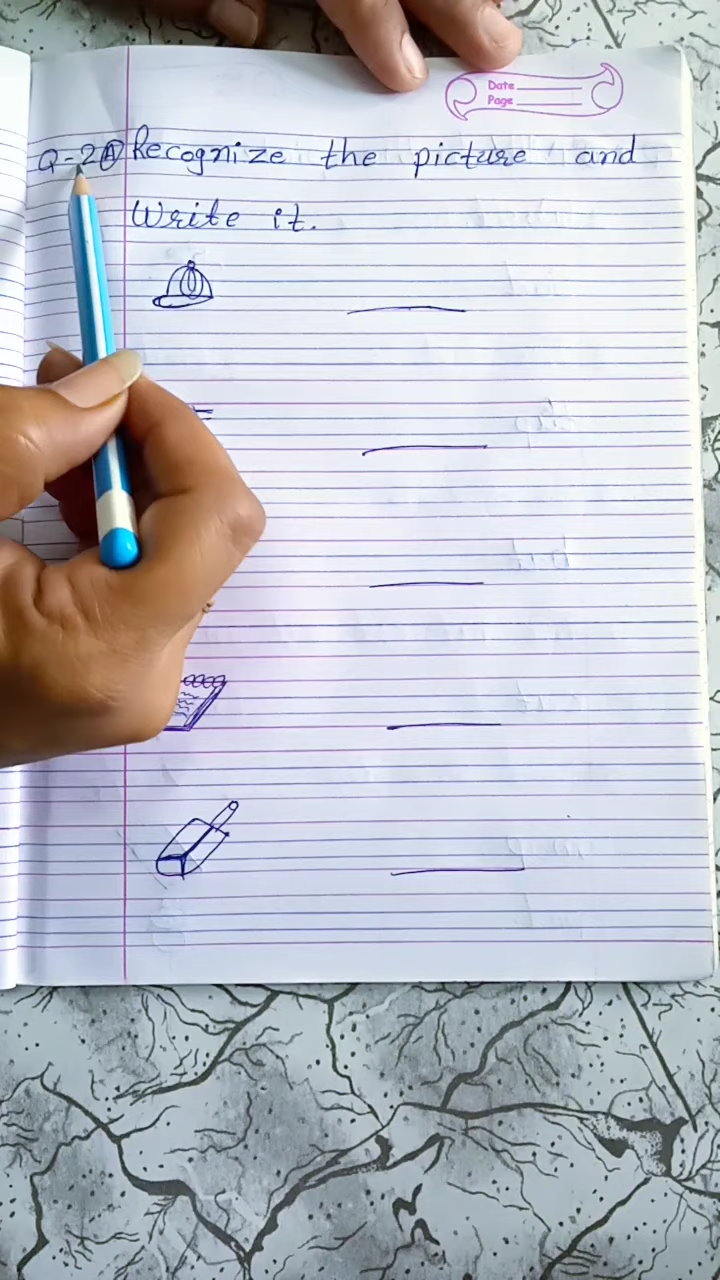 Date
Page
Q-2 A Recognize the picture and
Write it.